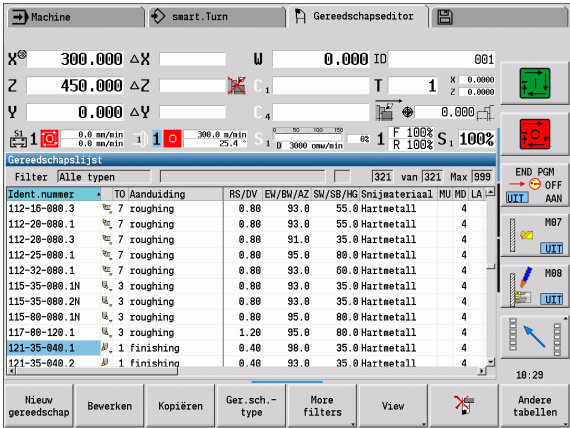 Machine smart.Turn Gereedschapseditor
X 300.000 ΔX W 0.000 ID 001
Z 450.000 ΔZ C 1 T 1 X 0.0000 Z 0.0000
Y 0.000 ΔY C 4 0.000
S1 1 0.0 mm/min 0.0 mm/min 1 1 0 300.0 m/min 25.4 ° S 1 0 50 100 150 D 3000 omw/min 0% 1 F 100% R 100% S 1 100%
Gereedschapslijst
Filter Alle typen 321 van 321 Max 999
Ident.nummer TO Aanduiding RS/DV EW/BW/AZ SW/SB/HG Snijmateriaal MU MD LA
112-16-080.3 7 roughing 0.80 93.0 55.0 Hartmetall 4
112-20-080.1 7 roughing 0.80 93.0 55.0 Hartmetall 4
112-20-080.3 7 roughing 0.80 91.0 35.0 Hartmetall 4
112-25-080.1 7 roughing 0.80 95.0 80.0 Hartmetall 4
112-32-080.1 7 roughing 0.80 93.0 60.0 Hartmetall 4
115-35-080.1N 3 roughing 0.80 93.0 35.0 Hartmetall 4
115-35-080.2N 3 roughing 0.80 93.0 35.0 Hartmetall 4
115-80-080.1N 3 roughing 0.80 95.0 80.0 Hartmetall 4
117-80-120.1 3 roughing 1.20 95.0 80.0 Hartmetall 4
121-35-040.1 1 finishing 0.40 98.0 35.0 Hartmetall 4
121-35-040.2 1 finishing 0.40 93.0 35.0 Hartmetall 4
END PGM
OFF
UIT AAN
M07
UIT
M08
UIT
10:29
Nieuw gereedschap
Bewerken
Kopiëren
Ger.sch.-type
More filters
View
Andere tabellen